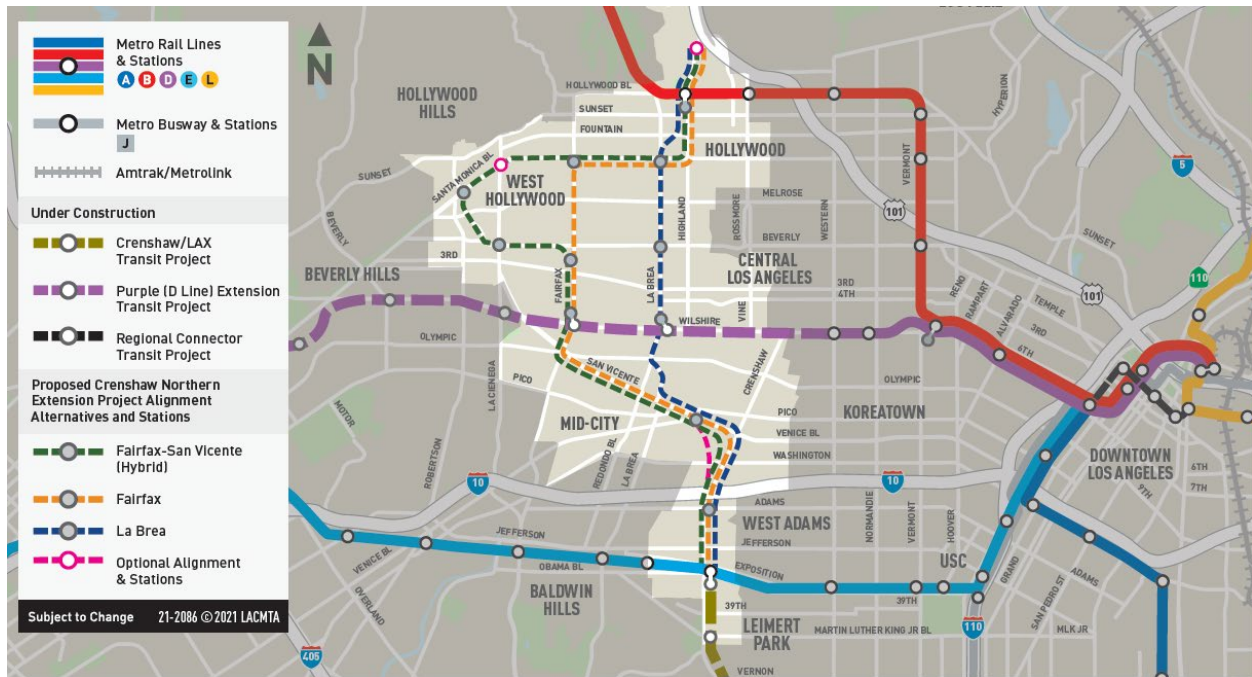 Metro Rail Lines
& Stations
A B D E L
Metro Busway & Stations
J
Amtrak/Metrolink
Under Construction
Crenshaw/LAX
Transit Project
Purple (D Line) Extension
Transit Project
Regional Connector
Transit Project
Proposed Crenshaw Northern
Extension Project Alignment
Alternatives and Stations
Fairfax-San Vicente
(Hybrid)
Fairfax
La Brea
Optional Alignment
& Stations
Subject to Change 21-2086 © 2021 LACMTA
N
HOLLYWOOD
HILLS
HOLLYWOOD BL
SUNSET
FOUNTAIN
HOLLYWOOD
SANTA MONICA BL
SUNSET
WEST
HOLLYWOOD
MELROSE
BEVERLY
HIGHLAND
ROSSMORE
WESTERN
VERMONT
HYPERION
5
101
BEVERLY
SUNSET
3RD
BEVERLY HILLS
FAIRFAX
LA BREA
CENTRAL
LOS ANGELES
3RD
4TH
VINE
WILSHIRE
RENO
RAMPART
ALVARADO
TEMPLE
3RD
6TH
101
110
OLYMPIC
SAN VICENTE
CRENSHAW
OLYMPIC
PICO
LA CIENEGA
MID-CITY
PICO
KOREATOWN
VENICE BL
WASHINGTON
MOTOR
ROBERTSON
REDONDO BL
LA BREA
10
10
DOWNTOWN
LOS ANGELES
6TH
7TH
9TH
ADAMS
WEST ADAMS
NORMANDIE
VERMONT
HOOVER
JEFFERSON
JEFFERSON
VENICE BL
OBAMA BL
EXPOSITION
USC
GRAND
ADAMS
SAN PEDRO ST
OVERLAND
BALDWIN
HILLS
39TH
39TH
LEIMERT
PARK
MARTIN LUTHER KING JR BL
110
MLK JR
405
VERNON